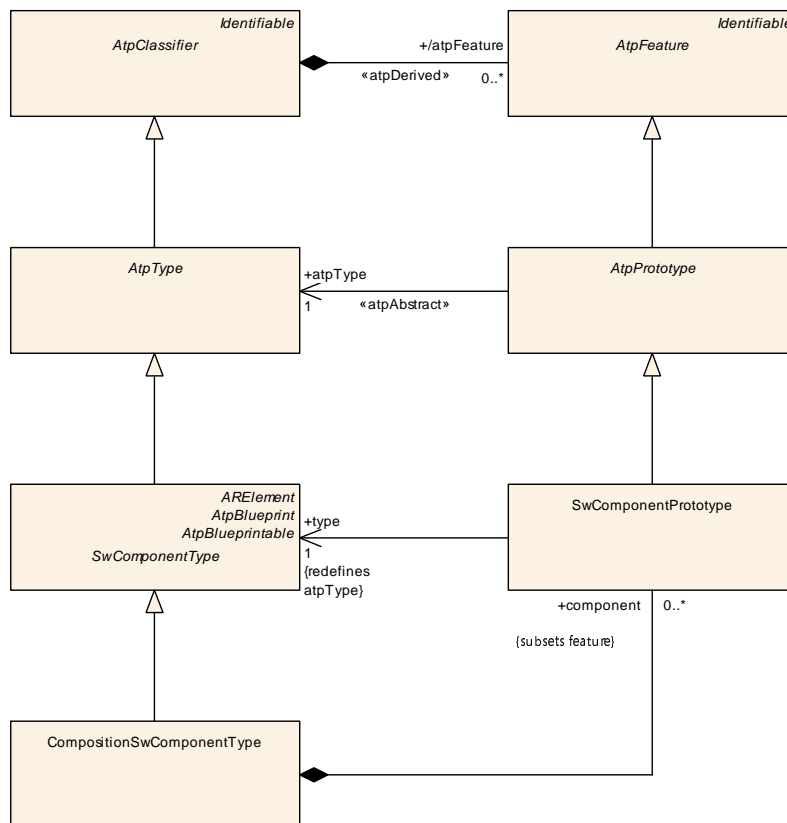 Identifiable
AtpClassifier
+/atpFeature
«atpDerived»
0..*
Identifiable
AtpFeature
AtpType
+atpType
1
«atpAbstract»
AtpPrototype
ARElement
AtpBlueprint
AtpBlueprintable
SwComponentType
+type
1
{redefines
atpType}
SwComponentPrototype
+component
0..*
{subsets feature}
CompositionSwComponentType